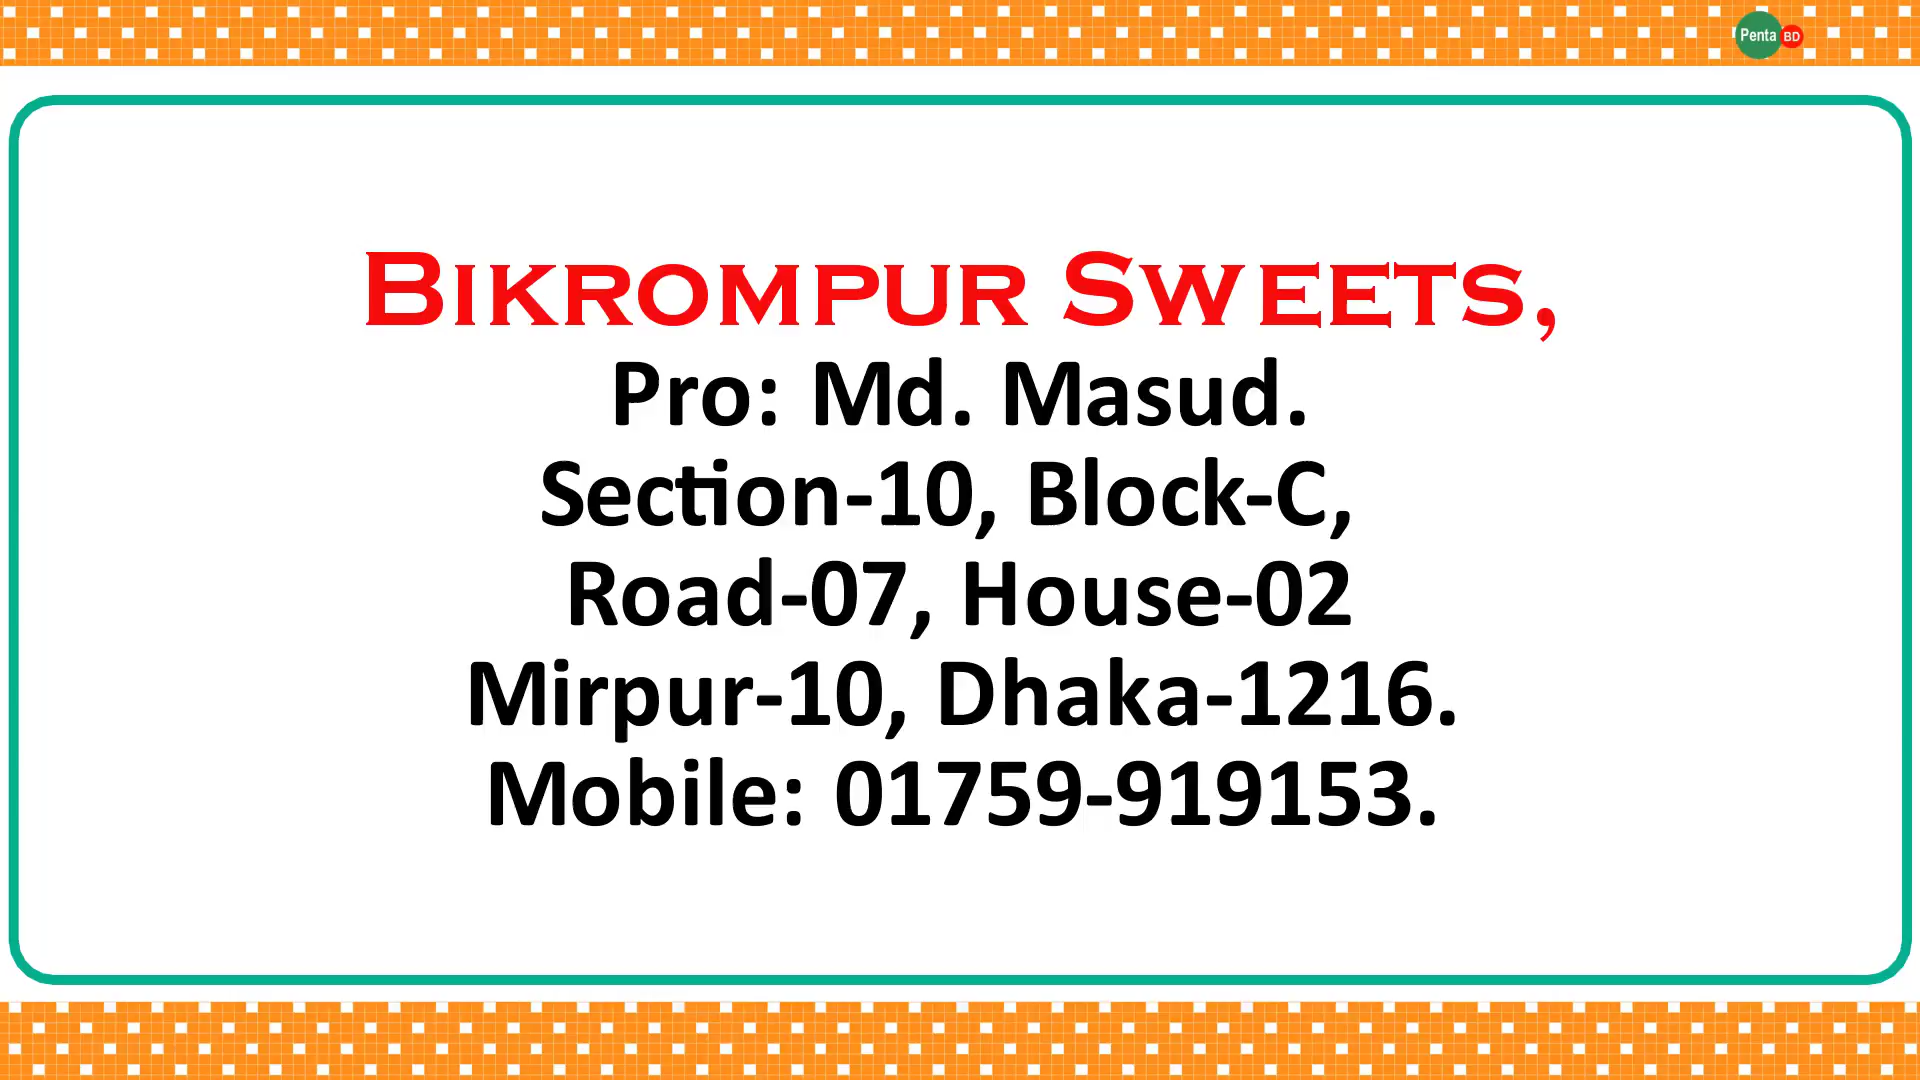 Penta BD
BIKROMPUR SWEETS,
Pro: Md. Masud.
Section-10, Block-C,
Road-07, House-02
Mirpur-10, Dhaka-1216.
Mobile: 01759-919153.